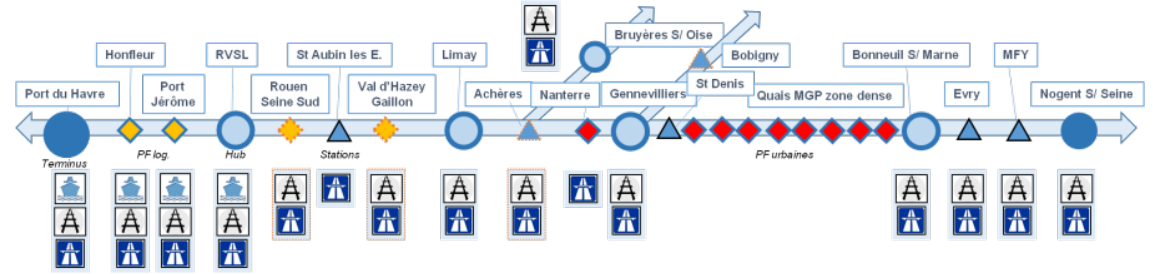 Bruyères S/ Oise
Honfleur
RVSL
St Aubin les E.
Limay
Bobigny
Bonneuil S/ Marne
MFY
Port du Havre
Port
Jérôme
Rouen
Seine Sud
Val d'Hazey
Gaillon
Achères
Nanterre
Gennevilliers
St Denis
Quais MGP zone dense
Evry
Nogent S/ Seine
Terminus
PF log.
Hub
Stations
PF urbaines